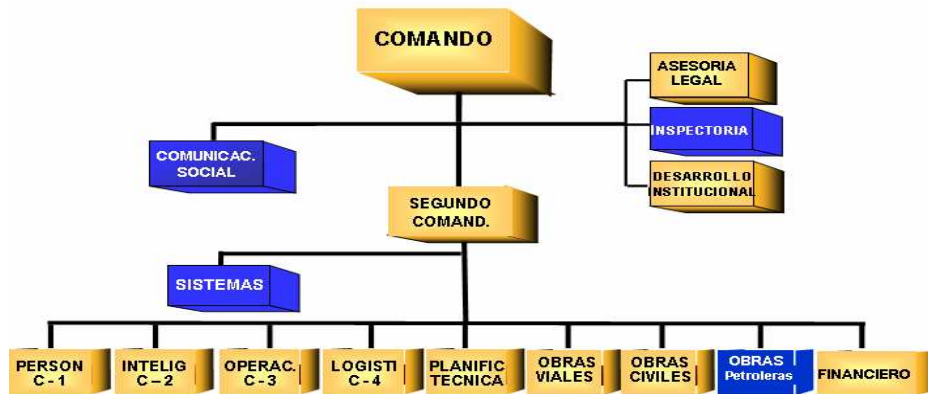 COMANDO
ASESORIA
LEGAL
INSPECTORIA
COMUNICAC.
SOCIAL
DESARROLLO
INSTITUCIONAL
SEGUNDO
COMAND.
SISTEMAS
PERSON
C-1
INTELIG
C-2
OPERAC.
C-3
LOGISTI
C-4
PLANIFIC
TECNICA
OBRAS
VIALES
OBRAS
CIVILES
OBRAS
Petroleras
FINANCIERO